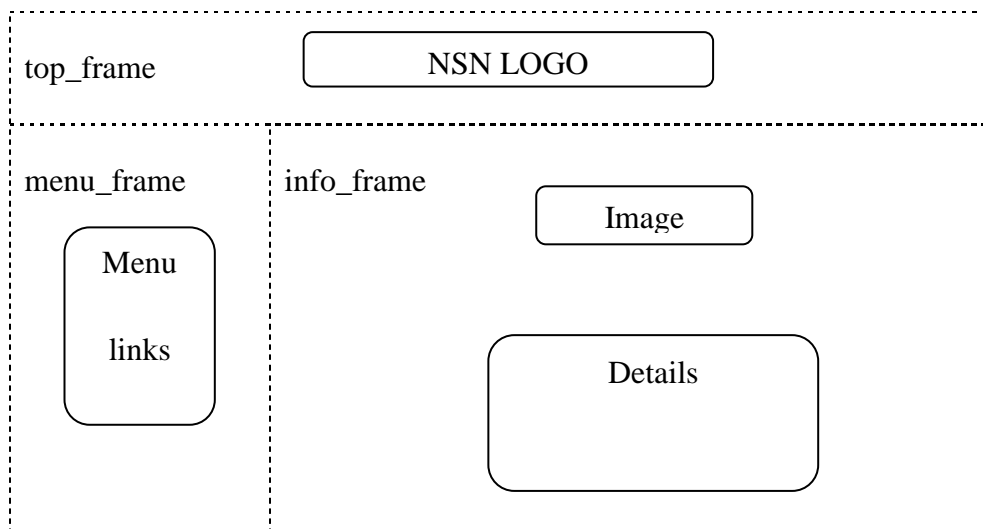 top_frame
NSN LOGO
menu_frame
info_frame
Image
Menu
links
Details